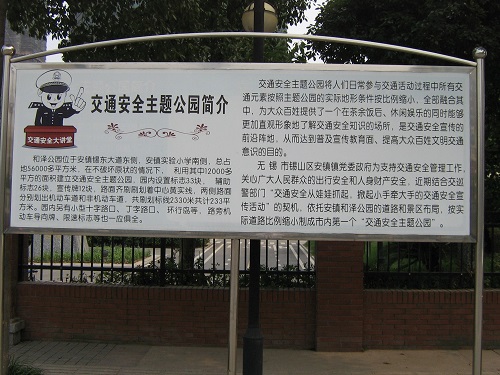 交通安全主题公园简介
交通安全大讲堂
和泽公园位于安镇锡东大道东侧、安镇实验小学南侧，总占
地56000多平方米，在不破坏原状的情况下，利用其中12000多
平方的面积建立交通安全主题公园，园内设置标志33块，辅助
标志26块，宣传牌12块，路面齐施划划着中心黄实线，两侧路宽
分别划出机动车道和非机动车道，共施划标线2330米共计233平
方米。园内另有小型十字路口、丁字路口、环行岛等，路旁机
动车导向牌、限速标志等也一应俱全。
交通安全主题公园将人们日常参与交通活动过程中所有交
通元素按照主题公园的实际地形条件按比例缩小，全部融合其
中，为大众百姓提供了一个在茶余饭后、休闲娱乐的同时能够
更加直观形象地了解交通安全知识的场所，是交通安全宣传的
前沿阵地，从而达到普及宣传教育面、提高大众百姓文明交通
意识的目的。
无锡市锡山区安镇镇党委政府为支持交通安全管理工作，
关心广大人民群众的出行安全和人身财产安全，近期结合交巡
警部门“交通安全从娃娃抓起，掀起小手牵大手的交通安全宣
传活动”的契机，依托安镇和泽公园的道路和景区布局，按实
际道路比例缩小制成市内第一个“交通安全主题公园”。